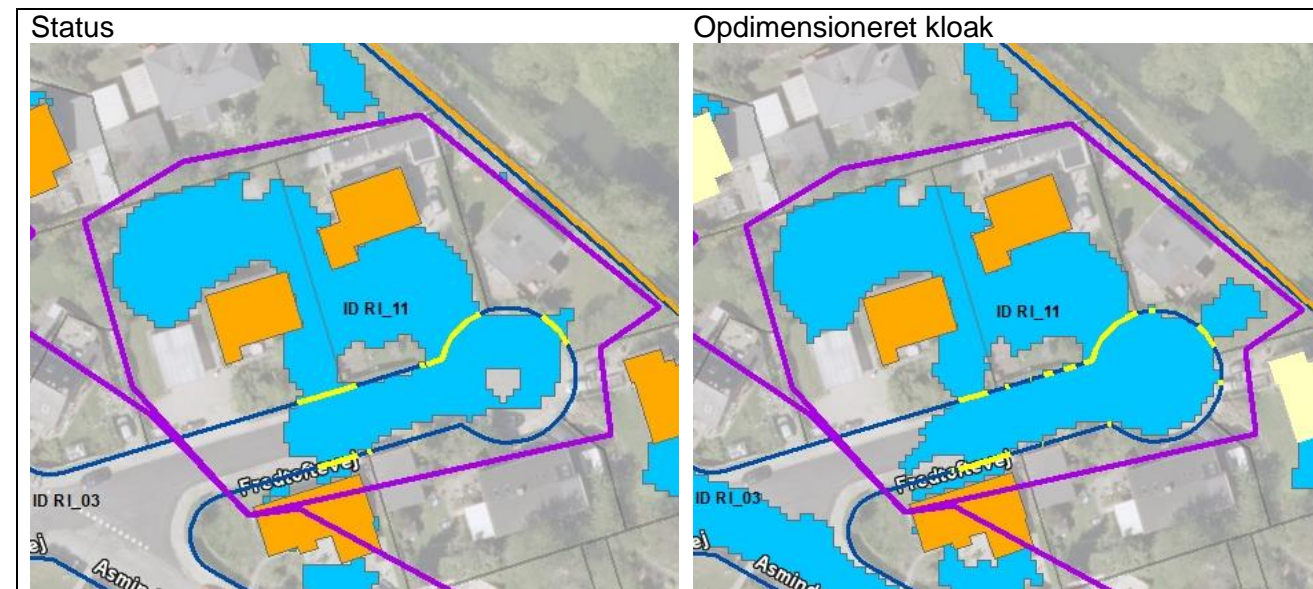 Status
Opdimensioneret kloak
ID RI_11
ID RI_11
Fredtoftevej
Fredtoftevej
ID RI_03
ID RI_03